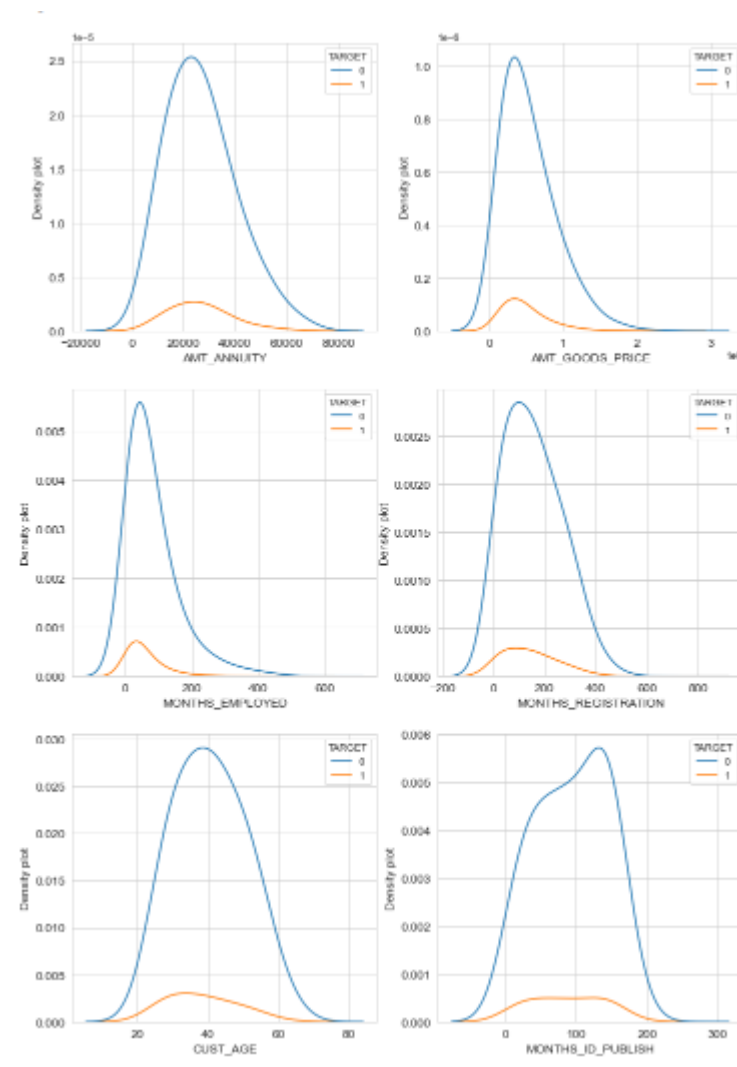 1e-5
TARGET
0
1
2.5
2.0
1.5
1.0
0.5
0.0
Density plot
-20000 0 20000 40000 60000 80000
AMT_ANNUITY
1e-6
TARGET
0
1
1.0
0.8
0.6
0.4
0.2
0.0
Density plot
0 1 2 3
AMT_GOODS_PRICE
TARGET
0
1
0.005
0.004
0.003
0.002
0.001
0.000
Density plot
0 200 400 600
MONTHS_EMPLOYED
TARGET
0
1
0.0025
0.0020
0.0015
0.0010
0.0005
0.0000
Density plot
-200 0 200 400 600 800
MONTHS_REGISTRATION
TARGET
0
1
0.030
0.025
0.020
0.015
0.010
0.005
0.000
Density plot
20 40 60 80
CUST_AGE
TARGET
0
1
0.006
0.005
0.004
0.003
0.002
0.001
0.000
Density plot
0 100 200 300
MONTHS_ID_PUBLISH